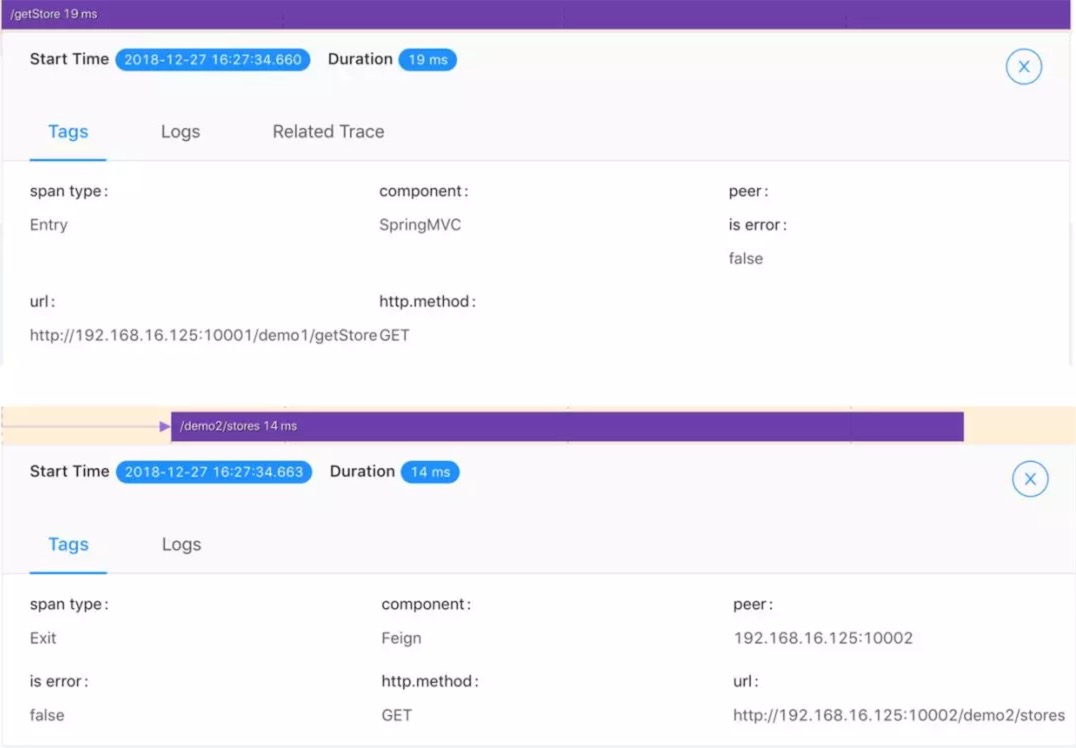 /getStore 19 ms
Start Time 2018-12-27 16:27:34.660 Duration 19 ms X
Tags Logs Related Trace
span type: component: peer:
Entry SpringMVC is error:
false
url: http.method:
http://192.168.16.125:10001/demo1/getStore GET
/demo2/stores 14 ms
Start Time 2018-12-27 16:27:34.663 Duration 14 ms X
Tags Logs
span type: component: peer:
Exit Feign 192.168.16.125:10002
is error: http.method: url:
false GET http://192.168.16.125:10002/demo2/stores